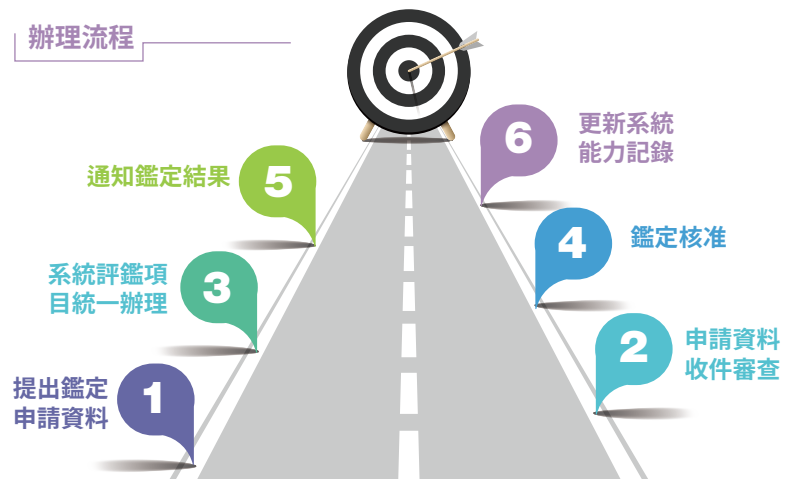 辦理流程
1
提出鑑定
申請資料
2
申請資料
收件審查
3
系統評鑑項
目統一辦理
4
鑑定核准
5
通知鑑定結果
6
更新系統
能力記錄